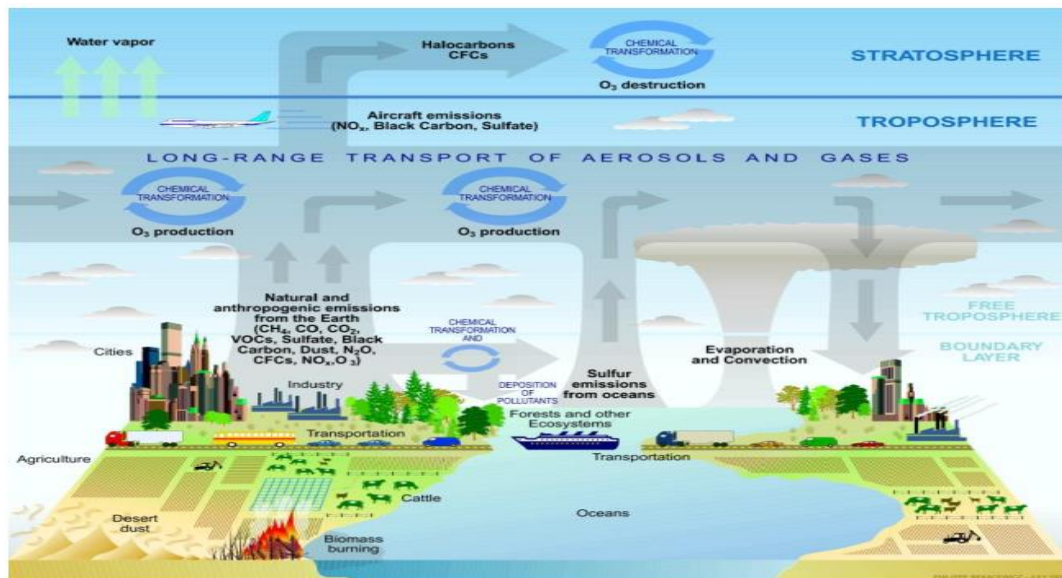 Water vapor
Halocarbons
CFCs
CHEMICAL
TRANSFORMATION
O₃ destruction
STRATOSPHERE
Aircraft emissions
(NOₓ, Black Carbon, Sulfate)
TROPOSPHERE
LONG-RANGE TRANSPORT OF AEROSOLS AND GASES
CHEMICAL
TRANSFORMATION
O₃ production
CHEMICAL
TRANSFORMATION
O₃ production
Natural and
anthropogenic emissions
from the Earth
(CH₄, CO, CO₂,
VOCs, Sulfate, Black
Carbon, Dust, N₂O,
CFCs, NOₓ,O ₃)
CHEMICAL
TRANSFORMATION
AND
DEPOSITION
OF
POLLUTANTS
FREE
TROPOSPHERE
BOUNDARY
LAYER
Cities
Industry
Sulfur
emissions
from oceans
Evaporation
and Convection
Forests and other
Ecosystems
Transportation
Transportation
Agriculture
Cattle
Desert
dust
Biomass
burning
Oceans